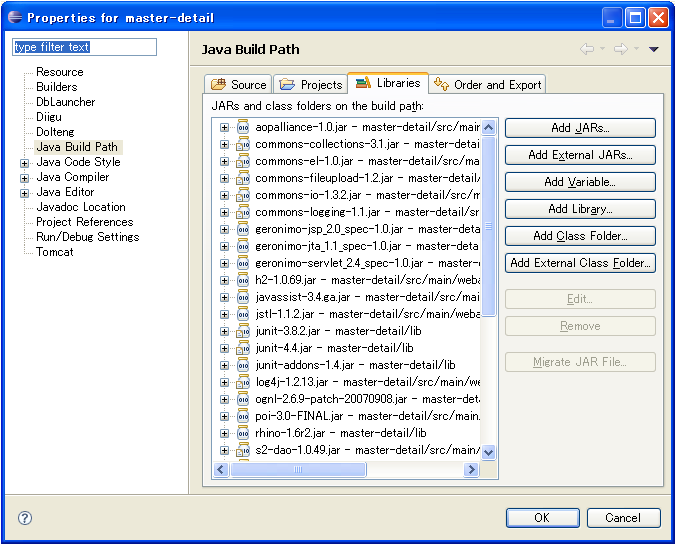 Properties for master-detail
type filter text
Resource
Builders
DbLauncher
Diigu
Dolteng
Java Build Path
Java Code Style
Java Compiler
Java Editor
Javadoc Location
Project References
Run/Debug Settings
Tomcat
Java Build Path
Source Projects Libraries Order and Export
JARs and class folders on the build path:
aopalliance-1.0.jar - master-detail/src/main
commons-collections-3.1.jar - master-detail/
commons-el-1.0.jar - master-detail/src/main/
commons-fileupload-1.2.jar - master-detail/s
commons-io-1.3.2.jar - master-detail/src/m
commons-logging-1.1.jar - master-detail/src
geronimo-jsp_2.0_spec-1.0.jar - master-deta
geronimo-jta_1.1_spec-1.0.jar - master-deta
geronimo-servlet_2.4_spec-1.0.jar - master-
h2-1.0.69.jar - master-detail/src/main/weba
javassist-3.4.ga.jar - master-detail/src/mai
jstl-1.1.2.jar - master-detail/src/main/weba
junit-3.8.2.jar - master-detail/lib
junit-4.4.jar - master-detail/lib
junit-addons-1.4.jar - master-detail/lib
log4j-1.2.13.jar - master-detail/src/main/we
ognl-2.6.9-patch-20070908.jar - master-det
poi-3.0-FINAL.jar - master-detail/src/main.
rhino-1.6r2.jar - master-detail/lib
s2-dao-1.0.49.jar - master-detail/src/main/
Add JARs...
Add External JARs...
Add Variable...
Add Library...
Add Class Folder...
Add External Class Folder...
Edit...
Remove
Migrate JAR File...
OK
Cancel